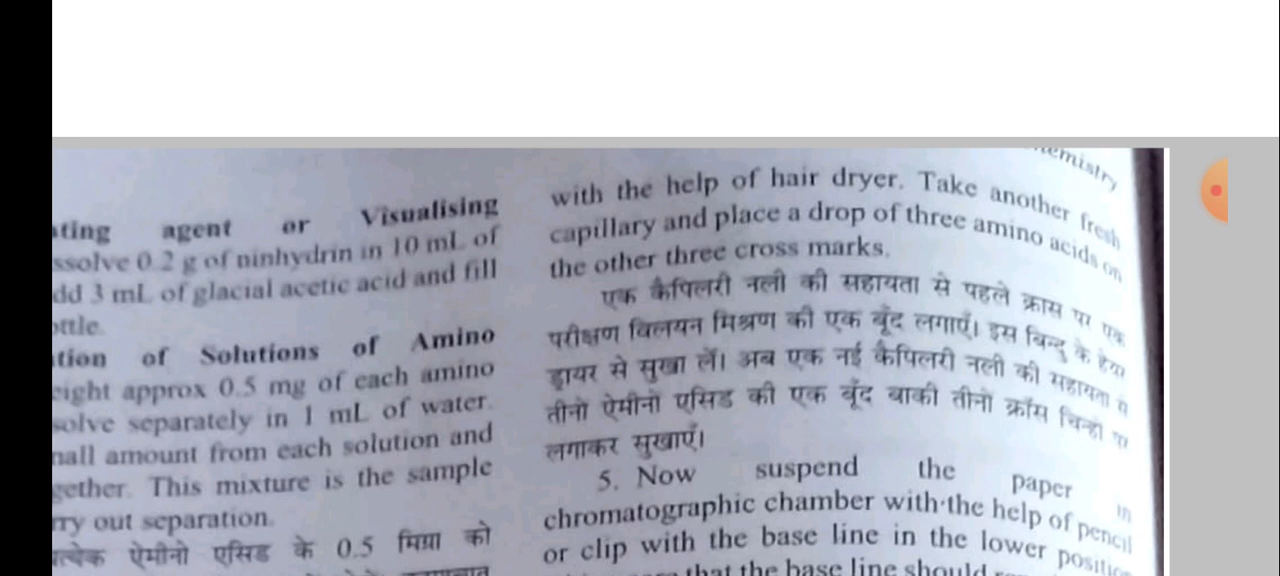 ting agent or Visualising
ssolve 0.2 g of ninhydrin in 10 mL of
dd 3 mL of glacial acetic acid and fill
ottle.
tion of Solutions of Amino
eight approx 0.5 mg of each amino
solve separately in 1 mL of water.
nall amount from each solution and
gether. This mixture is the sample
rry out separation.
त्येक ऐमीनो एसिड के 0.5 मिग्रा को
emistry
with the help of hair dryer. Take another fresh
capillary and place a drop of three amino acids on
the other three cross marks.
एक कैपिलरी नली की सहायता से पहले क्रास पर एक
परीक्षण विलयन मिश्रण की एक बूँद लगाएँ। इस बिन्दु के हेयर
ड्रायर से सुखा लें। अब एक नई कैपिलरी नली की सहायता से
तीनो ऐमीनो एसिड की एक बूँद बाकी तीनो क्रॉस चिन्हो पर
लगाकर सुखाएँ।
5. Now suspend the paper in
chromatographic chamber with the help of pencil
or clip with the base line in the lower position
that the base line should